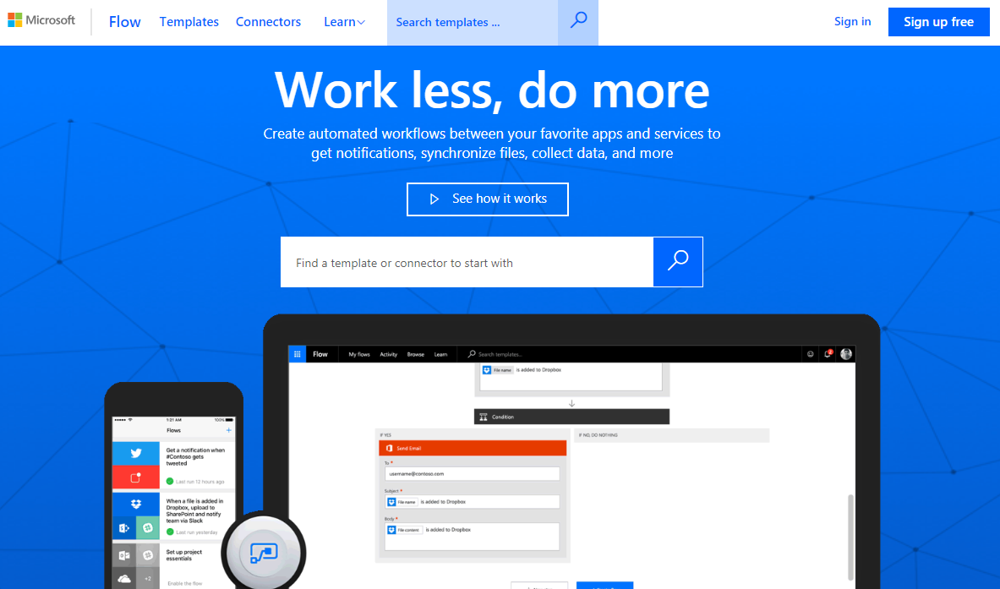 Microsoft
Flow Templates Connectors Learn Search templates ... Sign in Sign up free
Work less, do more
Create automated workflows between your favorite apps and services to
get notifications, synchronize files, collect data, and more
See how it works
Find a template or connector to start with
Flow My flows Activity Browse Learn Search templates... 2
File name is added to Dropbox
Condition
IF YES
IF NO, DO NOTHING
Send Email
To *
username@contoso.com
Subject *
File name is added to Dropbox
Body *
File content is added to Dropbox
1:21 AM 100%
Flows +
Get a notification when
#Contoso gets
tweeted
Last run 12 hours ago
When a file is added in
Dropbox, upload to
SharePoint and notify
team via Slack
Last run yesterday
Set up project
essentials
+2
Enable the flow